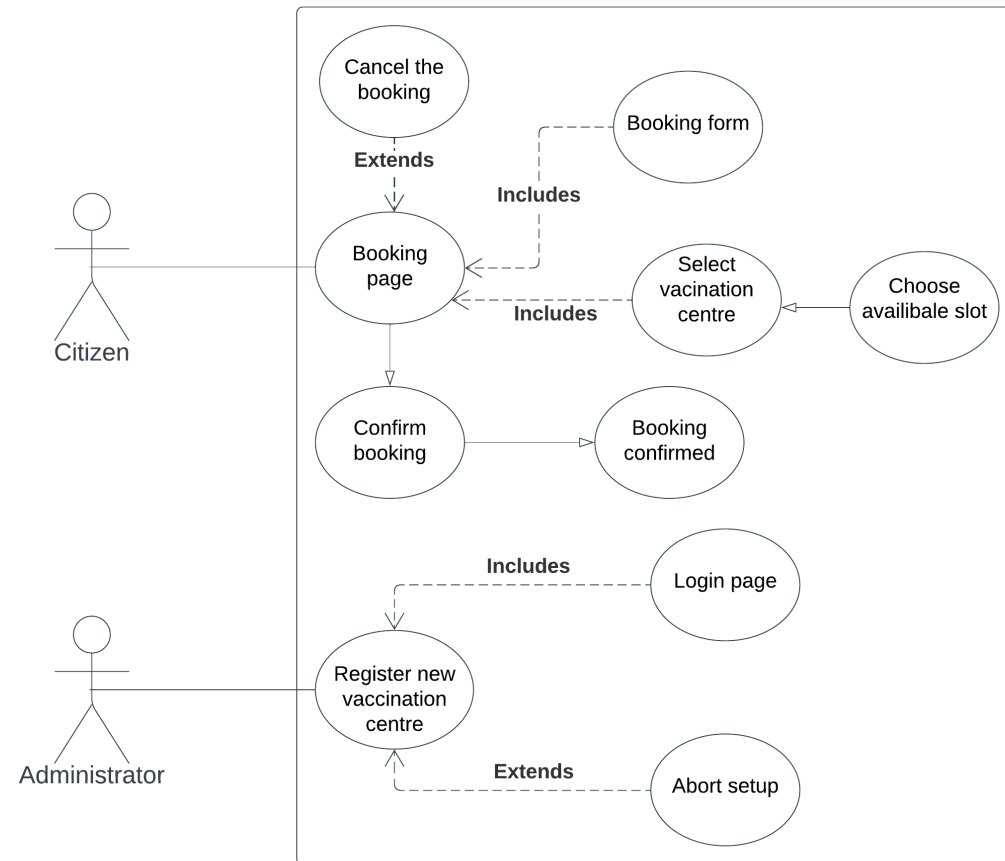 Cancel the
booking
Extends
Booking form
Includes
Booking
page
Select
vacination
centre
Choose
availibale slot
Includes
Citizen
Confirm
booking
Booking
confirmed
Includes
Login page
Register new
vaccination
centre
Administrator
Extends
Abort setup